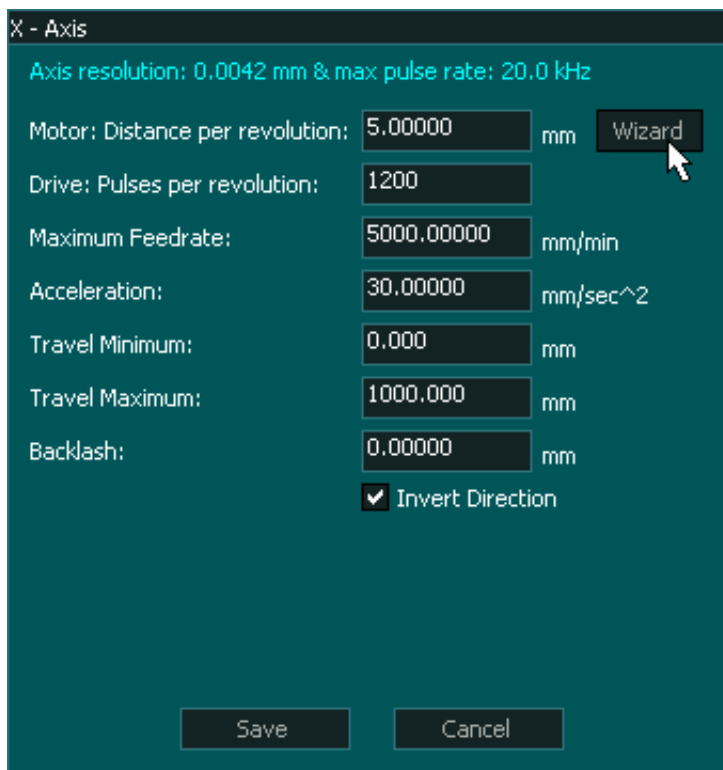 X - Axis
Axis resolution: 0.0042 mm & max pulse rate: 20.0 kHz
Motor: Distance per revolution: 5.00000 mm Wizard
Drive: Pulses per revolution: 1200
Maximum Feedrate: 5000.00000 mm/min
Acceleration: 30.00000 mm/sec^2
Travel Minimum: 0.000 mm
Travel Maximum: 1000.000 mm
Backlash: 0.00000 mm
Invert Direction
Save Cancel